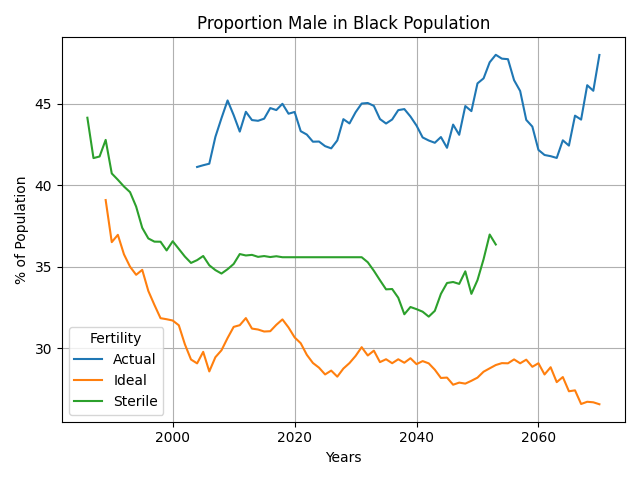 Proportion Male in Black Population
% of Population
45
40
35
30
Fertility
Actual
Ideal
Sterile
2000
2020
2040
2060
Years